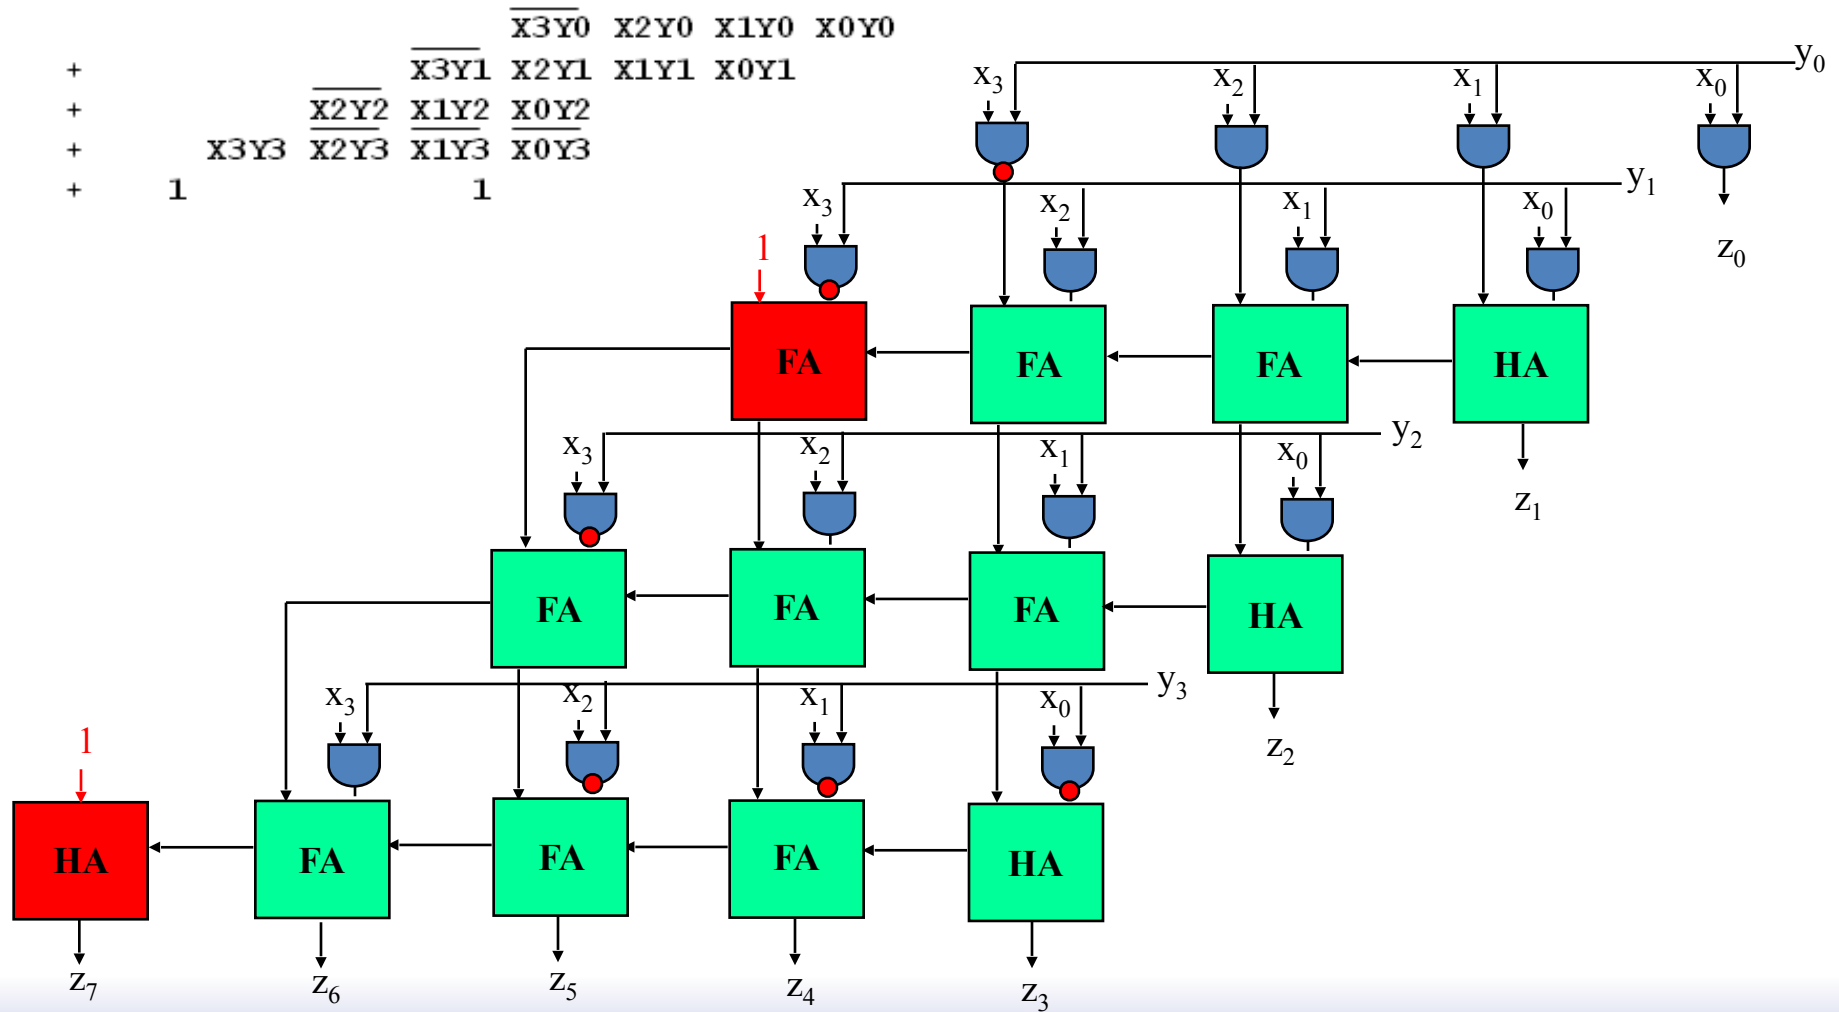 X3Y0 X2Y0 X1Y0 X0Y0
+ X3Y1 X2Y1 X1Y1 X0Y1
+ X2Y2 X1Y2 X0Y2
+ X3Y3 X2Y3 X1Y3 X0Y3
+ 1 1
x3 x2 x1 x0 y0
x3 x2 x1 x0 y1
1 z0
FA FA FA HA
x3 x2 x1 x0 y2
z1
FA FA FA HA
x3 x2 x1 x0 y3
1 z2
HA FA FA FA HA
z7 z6 z5 z4 z3